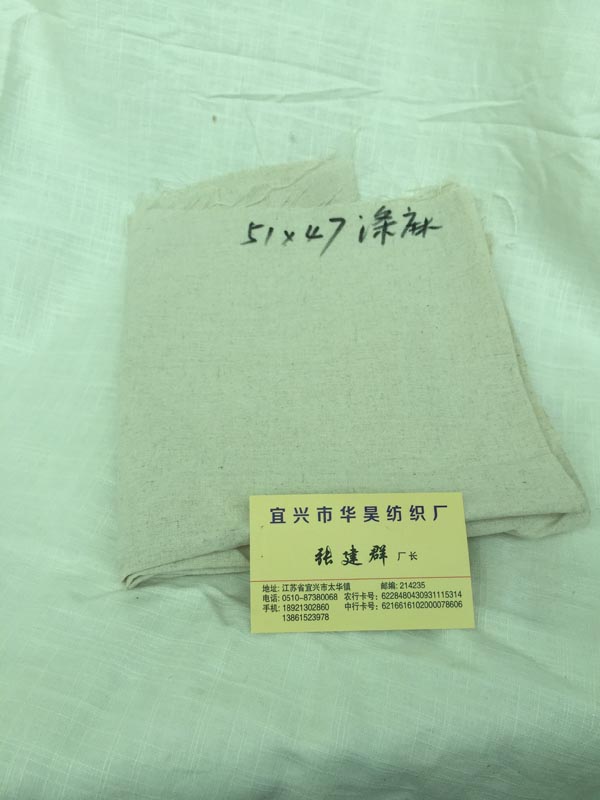 51×47涤麻
宜兴市华昊纺织厂
张建群 厂长
地址: 江苏省宜兴市太华镇 邮编: 214235
电话: 0510-87380068 农行卡号: 6228480430931115314
手机: 18921302860 中行卡号: 6216616102000078606
13861523978